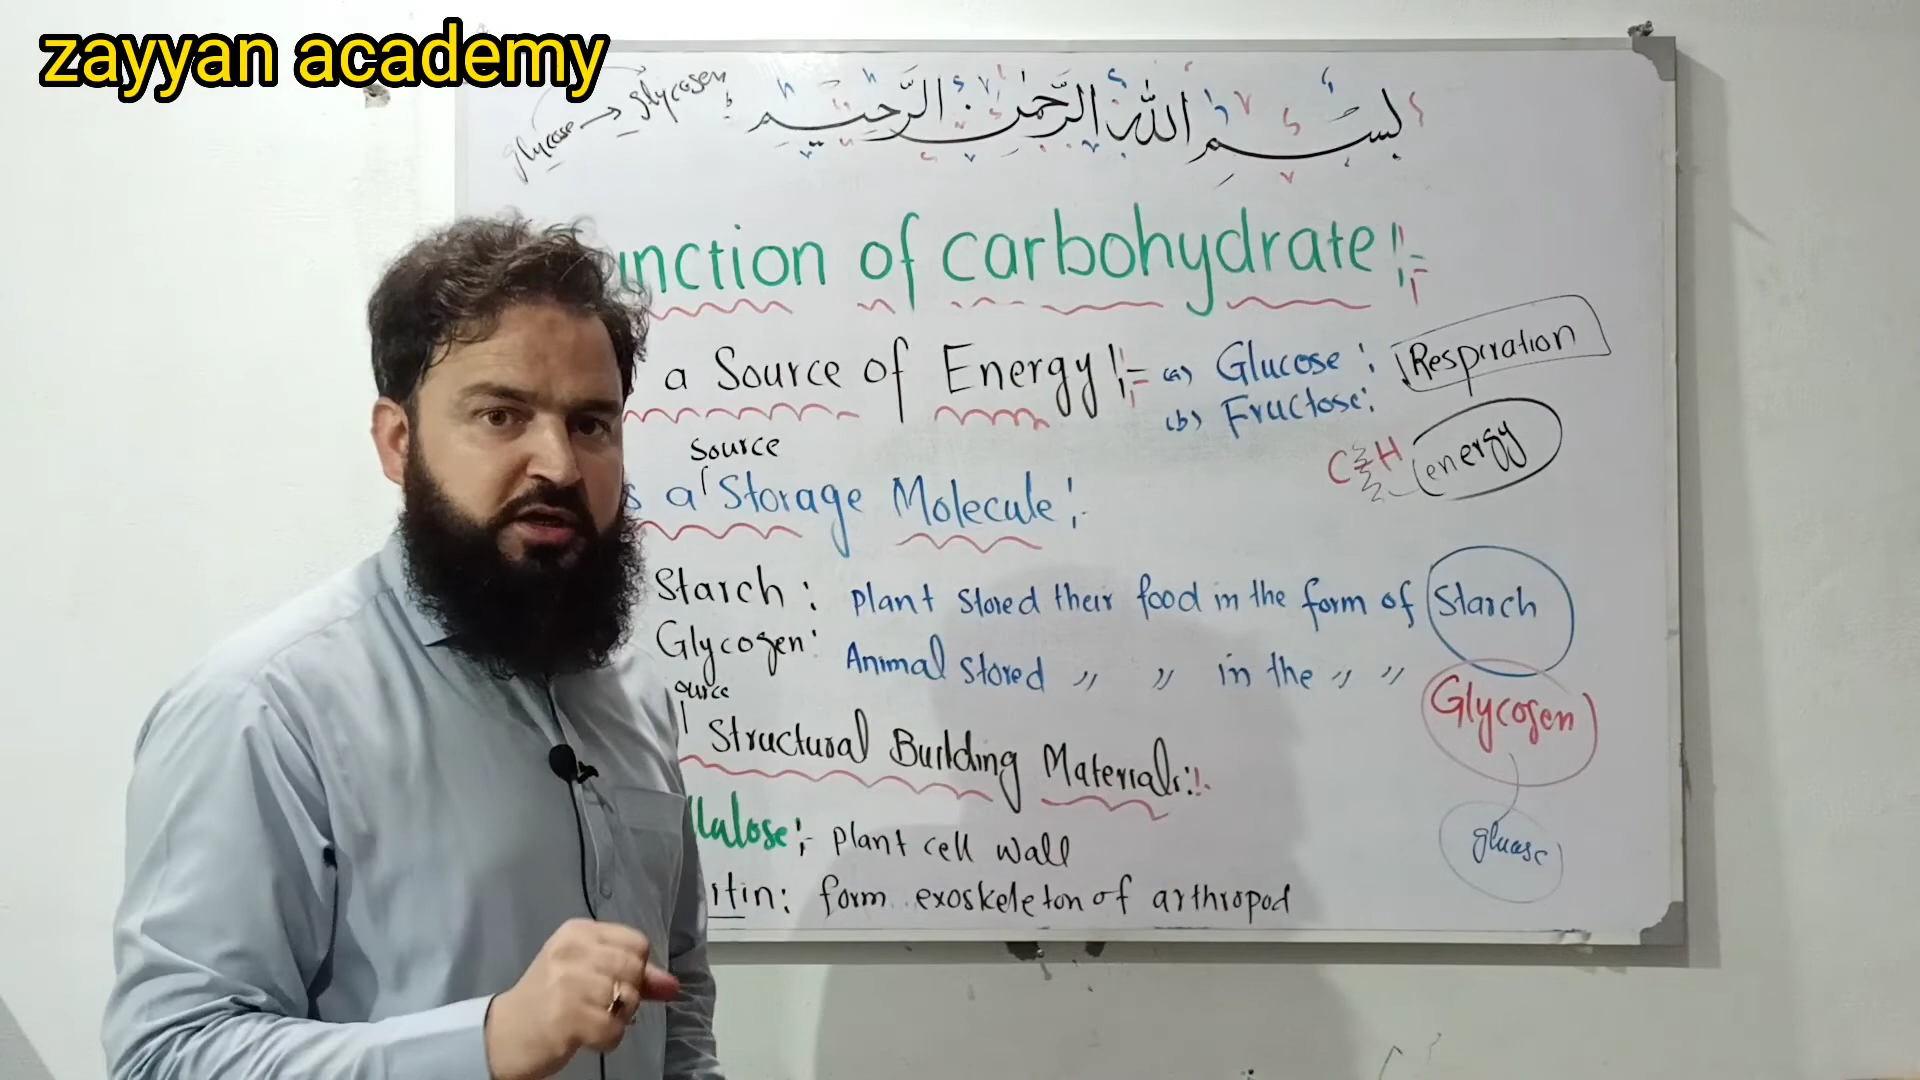 zayyan academy
glucose → glycogen
بسم الله الرحمن الرحيم
unction of carbohydrate
a Source of Energy (a) Glucose: Respiration
(b) Fructose:
C H energy
Source
s a Storage Molecule
Starch: Plant stored their food in the form of Starch
Glycogen: Animal stored " " in the " " Glycogen
ource
Structural Building Materials:
llulose: plant cell wall
gluose
itin: form exoskeleton of arthropod